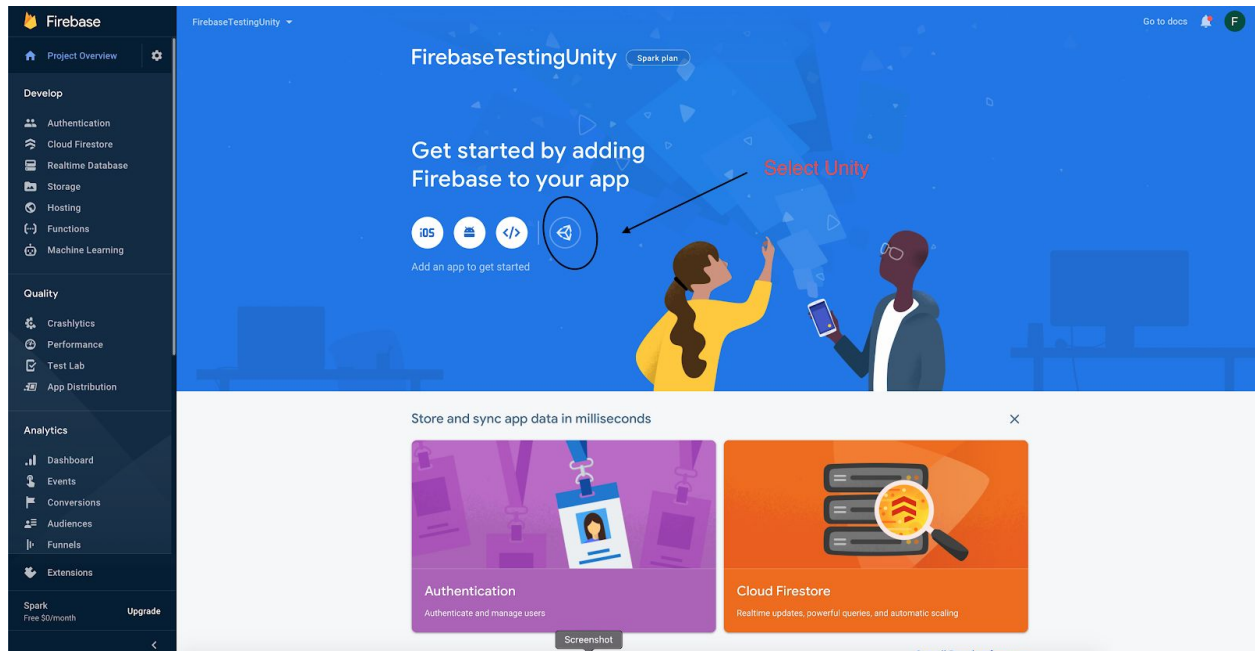 Firebase
FirebaseTestingUnity
Go to docs
F
Project Overview
FirebaseTestingUnity
Spark plan
Develop
Authentication
Cloud Firestore
Realtime Database
Storage
Hosting
Functions
Machine Learning
Get started by adding
Firebase to your app
Select Unity
iOS
</>
Add an app to get started
Quality
Crashlytics
Performance
Test Lab
App Distribution
Analytics
Dashboard
Events
Conversions
Audiences
Funnels
Extensions
Spark
Free $0/month
Upgrade
Store and sync app data in milliseconds
Authentication
Authenticate and manage users
Cloud Firestore
Realtime updates, powerful queries, and automatic scaling
Screenshot